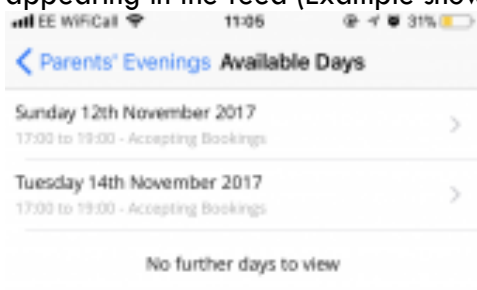 appearing in the feed (Example show
EE WiFiCall 11:05 31%
Parents' Evenings Available Days
Sunday 12th November 2017
17:00 to 19:00 - Accepting Bookings
Tuesday 14th November 2017
17:00 to 19:00 - Accepting Bookings
No further days to view